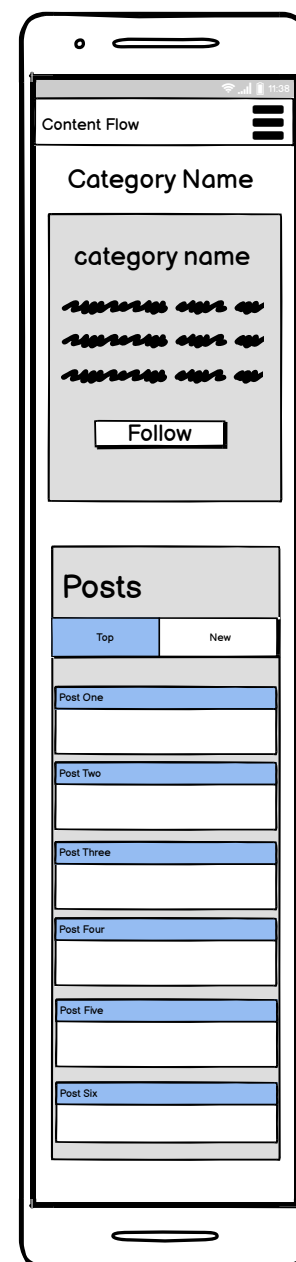 11:38
Content Flow
Category Name
category name
Follow
Posts
Top New
Post One
Post Two
Post Three
Post Four
Post Five
Post Six